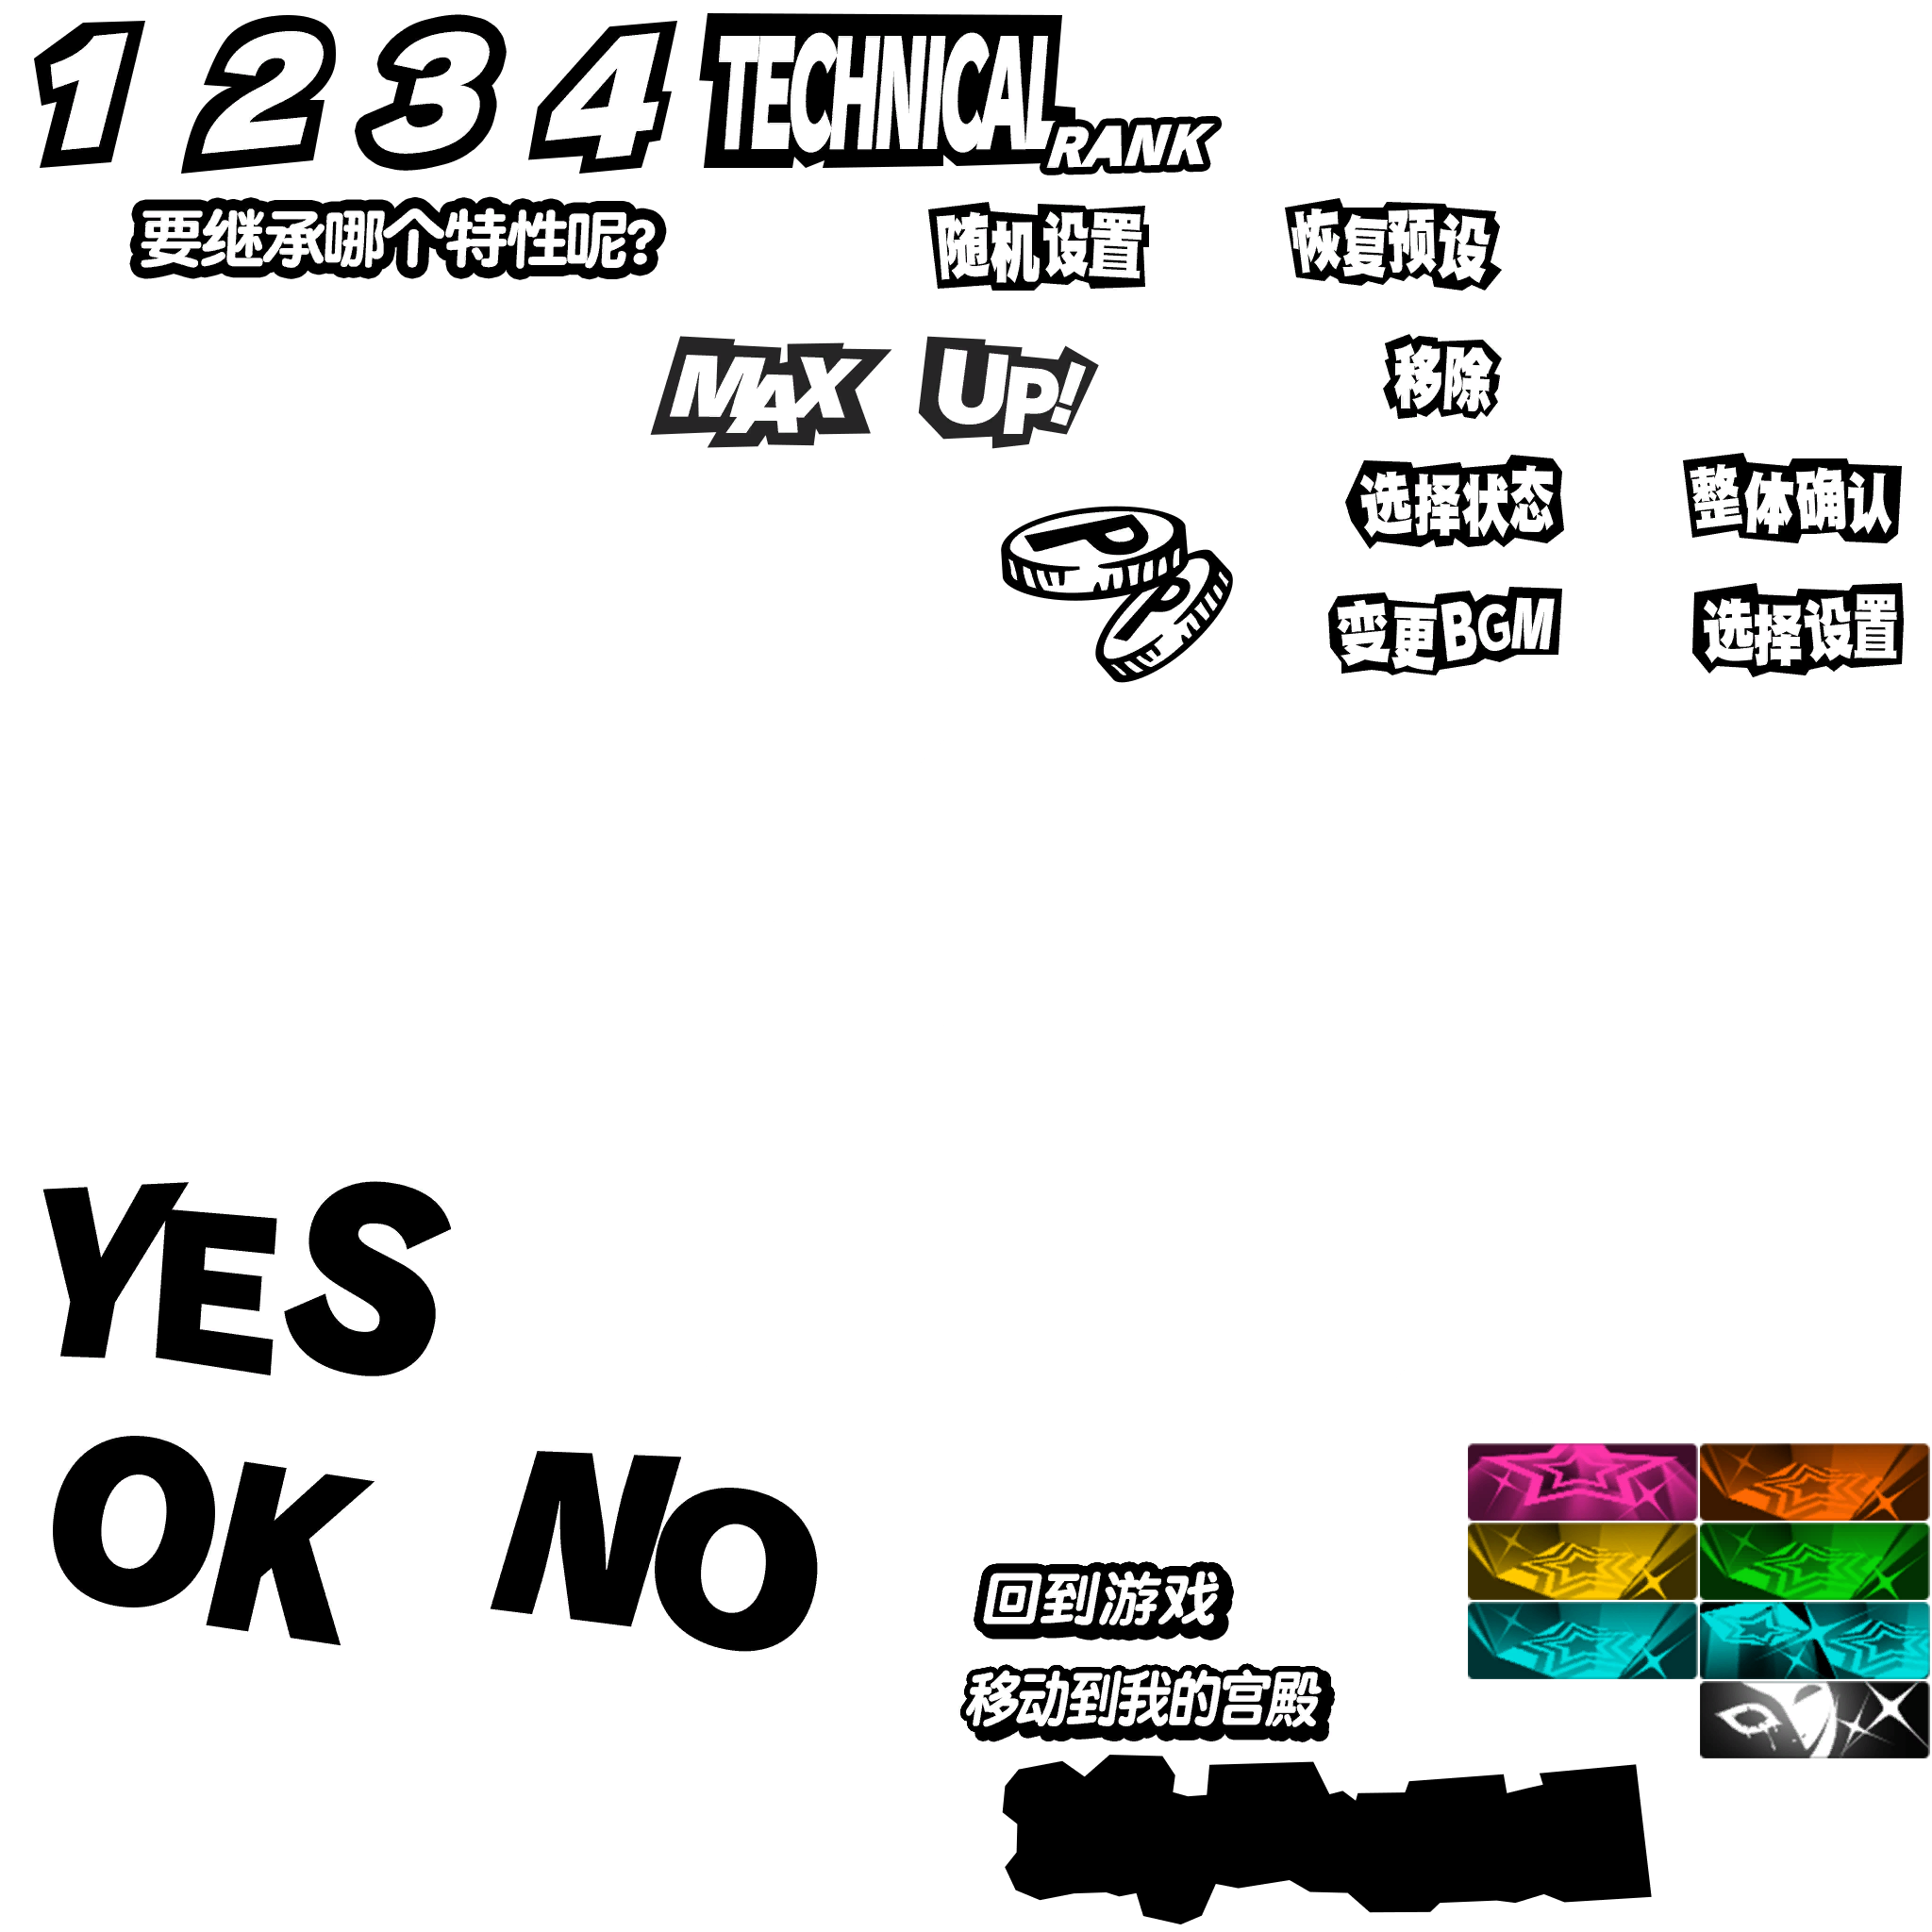 1 2 3 4 TECHNICAL RANK
要继承哪个特性呢? 随机设置 恢复预设
MAX UP! 移除
选择状态 整体确认
P
P
变更BGM 选择设置
YES
OK NO
回到游戏
移动到我的宫殿